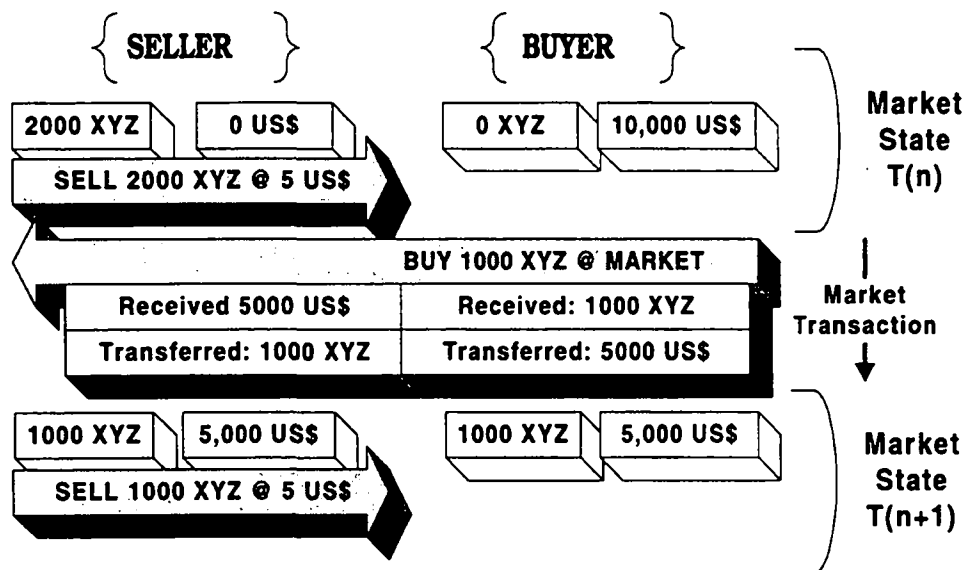 { SELLER } { BUYER }
2000 XYZ 0 US$ 0 XYZ 10,000 US$
Market
State
T(n)
SELL 2000 XYZ @ 5 US$
BUY 1000 XYZ @ MARKET
Received 5000 US$ Received: 1000 XYZ
Transferred: 1000 XYZ Transferred: 5000 US$
Market
Transaction
1000 XYZ 5,000 US$ 1000 XYZ 5,000 US$
SELL 1000 XYZ @ 5 US$
Market
State
T(n+1)